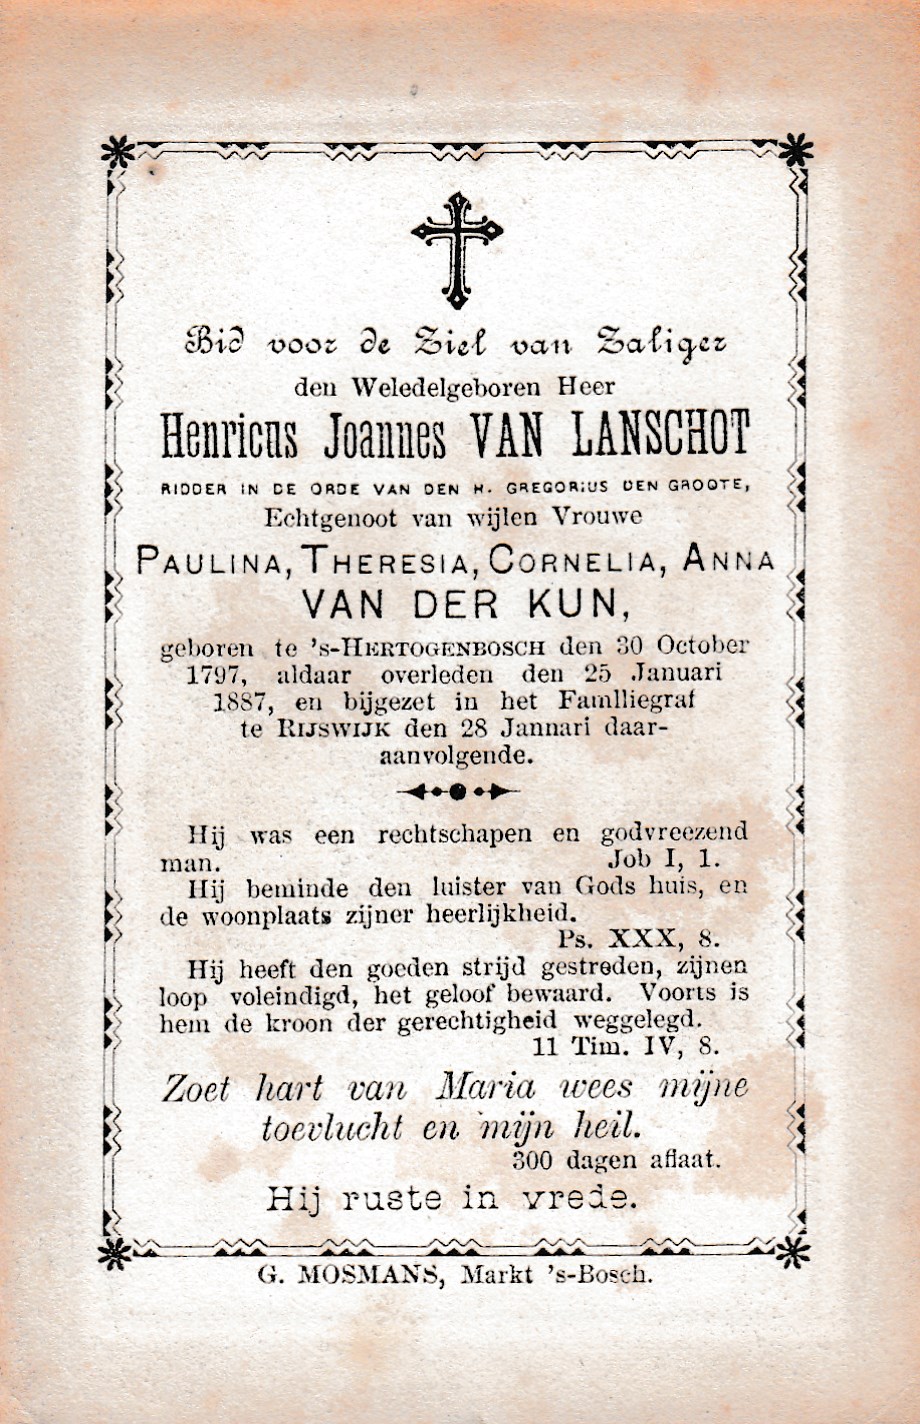 Bid voor de Ziel van Zaliger
den Weledelgeboren Heer
Henricus Joannes VAN LANSCHOT
RIDDER IN DE ORDE VAN DEN H. GREGORIUS DEN GROOTE,
Echtgenoot van wijlen Vrouwe
PAULINA, THERESIA, CORNELIA, ANNA
VAN DER KUN,
geboren te 's-HERTOGENBOSCH den 30 October
1797, aldaar overleden den 25 Januari
1887, en bijgezet in het Famlliegraf
te RIJSWIJK den 28 Januari daar-
aanvolgende.
Hij was een rechtschapen en godvreezend
man. Job I, 1.
Hij beminde den luister van Gods huis, en
de woonplaats zijner heerlijkheid.
Ps. XXX, 8.
Hij heeft den goeden strijd gestreden, zijnen
loop voleindigd, het geloof bewaard. Voorts is
hem de kroon der gerechtigheid weggelegd.
11 Tim. IV, 8.
Zoet hart van Maria wees mijne
toevlucht en mijn heil.
300 dagen aflaat.
Hij ruste in vrede.
G. MOSMANS, Markt 's-Bosch.